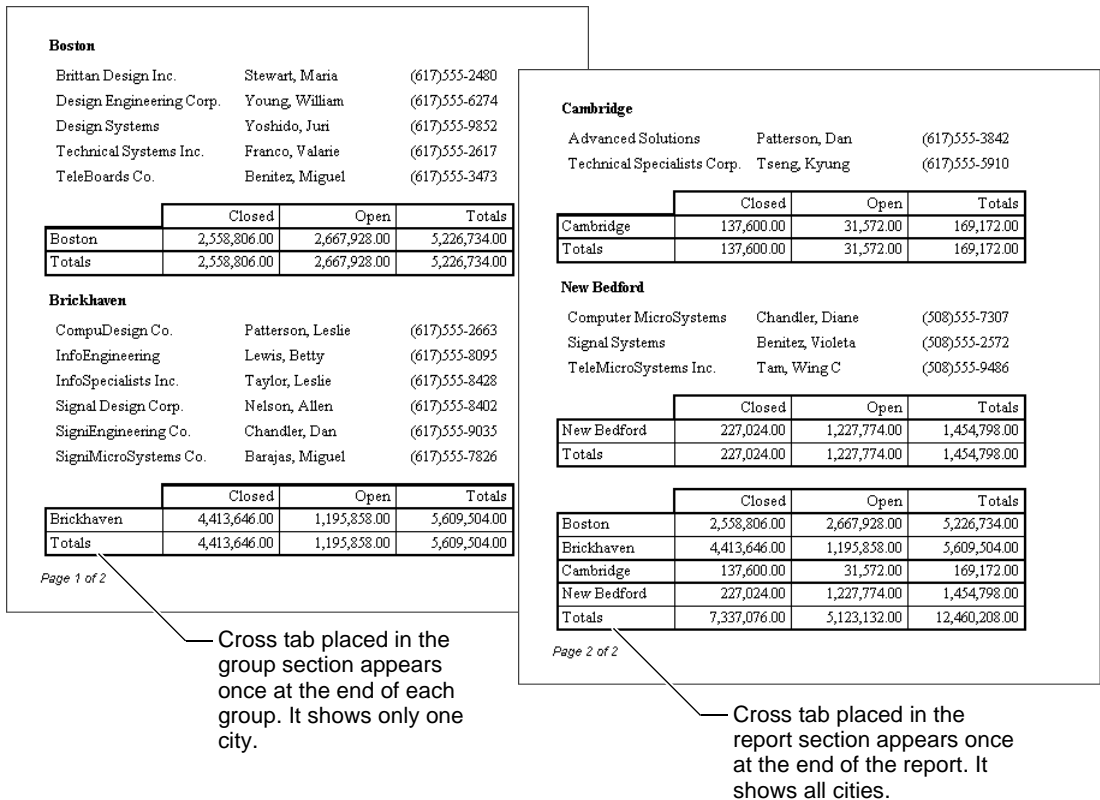 Boston
Brittan Design Inc. Stewart, Maria (617)555-2480
Design Engineering Corp. Young, William (617)555-6274
Design Systems Yoshido, Juri (617)555-9852
Technical Systems Inc. Franco, Valarie (617)555-2617
TeleBoards Co. Benitez, Miguel (617)555-3473
Closed Open Totals
Boston 2,558,806.00 2,667,928.00 5,226,734.00
Totals 2,558,806.00 2,667,928.00 5,226,734.00
Brickhaven
CompuDesign Co. Patterson, Leslie (617)555-2663
InfoEngineering Lewis, Betty (617)555-8095
InfoSpecialists Inc. Taylor, Leslie (617)555-8428
Signal Design Corp. Nelson, Allen (617)555-8402
SigniEngineering Co. Chandler, Dan (617)555-9035
SigniMicroSystems Co. Barajas, Miguel (617)555-7826
Closed Open Totals
Brickhaven 4,413,646.00 1,195,858.00 5,609,504.00
Totals 4,413,646.00 1,195,858.00 5,609,504.00
Page 1 of 2
Cross tab placed in the
group section appears
once at the end of each
group. It shows only one
city.
Cambridge
Advanced Solutions Patterson, Dan (617)555-3842
Technical Specialists Corp. Tseng, Kyung (617)555-5910
Closed Open Totals
Cambridge 137,600.00 31,572.00 169,172.00
Totals 137,600.00 31,572.00 169,172.00
New Bedford
Computer MicroSystems Chandler, Diane (508)555-7307
Signal Systems Benitez, Violeta (508)555-2572
TeleMicroSystems Inc. Tam, Wing C (508)555-9486
Closed Open Totals
New Bedford 227,024.00 1,227,774.00 1,454,798.00
Totals 227,024.00 1,227,774.00 1,454,798.00
Closed Open Totals
Boston 2,558,806.00 2,667,928.00 5,226,734.00
Brickhaven 4,413,646.00 1,195,858.00 5,609,504.00
Cambridge 137,600.00 31,572.00 169,172.00
New Bedford 227,024.00 1,227,774.00 1,454,798.00
Totals 7,337,076.00 5,123,132.00 12,460,208.00
Page 2 of 2
Cross tab placed in the
report section appears once
at the end of the report. It
shows all cities.